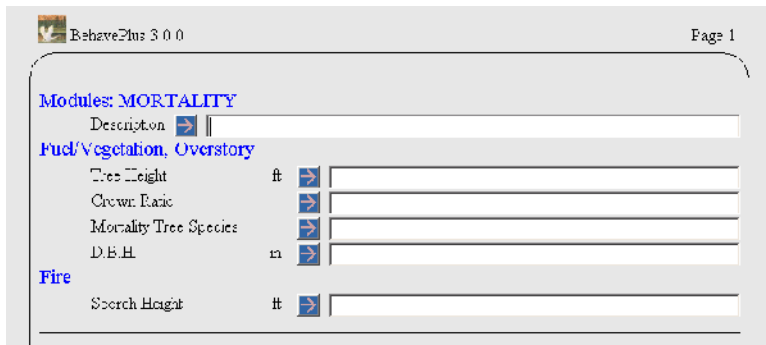 BehavePlus 3.0.0 Page 1
Modules: MORTALITY
Description
Fuel/Vegetation, Overstory
Tree Height ft
Crown Ratio
Mortality Tree Species
D.B.H. in
Fire
Scorch Height ft